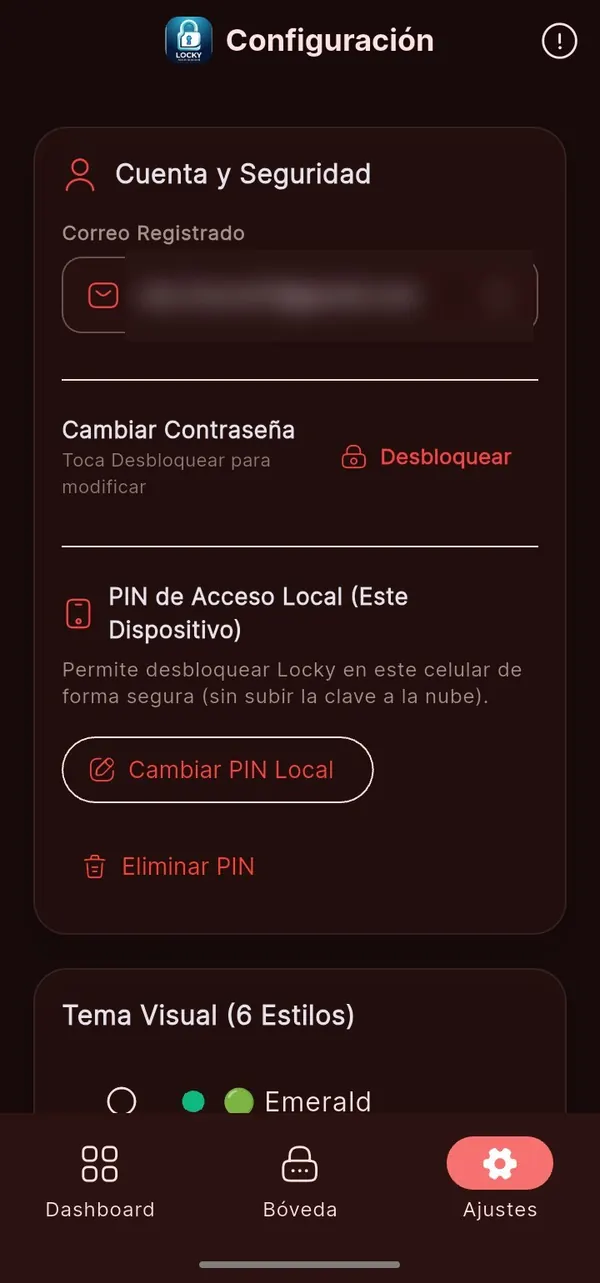 LOCKY
Configuración
Cuenta y Seguridad
Correo Registrado
Cambiar Contraseña
Toca Desbloquear para
modificar
Desbloquear
PIN de Acceso Local (Este
Dispositivo)
Permite desbloquear Locky en este celular de
forma segura (sin subir la clave a la nube).
Cambiar PIN Local
Eliminar PIN
Tema Visual (6 Estilos)
Emerald
Dashboard
Bóveda
Ajustes